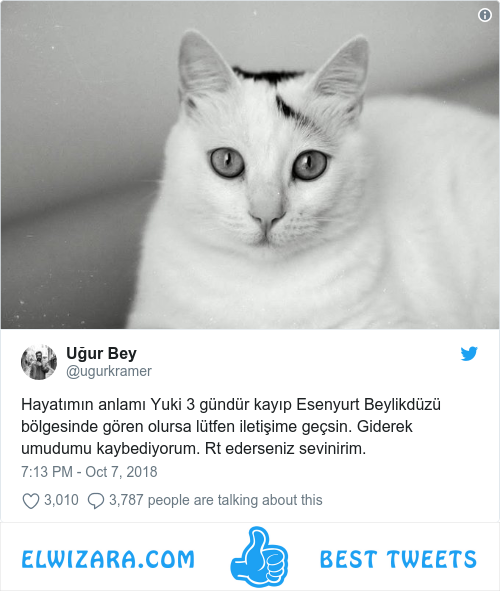 Uğur Bey
@ugurkramer
Hayatımın anlamı Yuki 3 gündür kayıp Esenyurt Beylikdüzü
bölgesinde gören olursa lütfen iletişime geçsin. Giderek
umudumu kaybediyorum. Rt ederseniz sevinirim.
7:13 PM - Oct 7, 2018
3,010 3,787 people are talking about this
ELWIZARA.COM BEST TWEETS